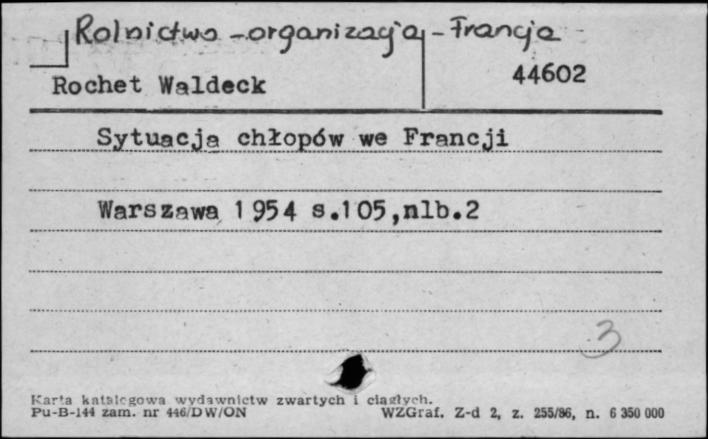 Rolnictwo - organizacja - Francja
Rochet Waldeck
44602
Sytuacja chłopów we Francji
Warszawa 1954 s.105,nlb.2
3
Karta katalogowa wydawnictw zwartych i ciągłych.
Pu-B-144 zam. nr 446/DW/ON WZGraf. Z-d 2, z. 255/86, n. 6 350 000